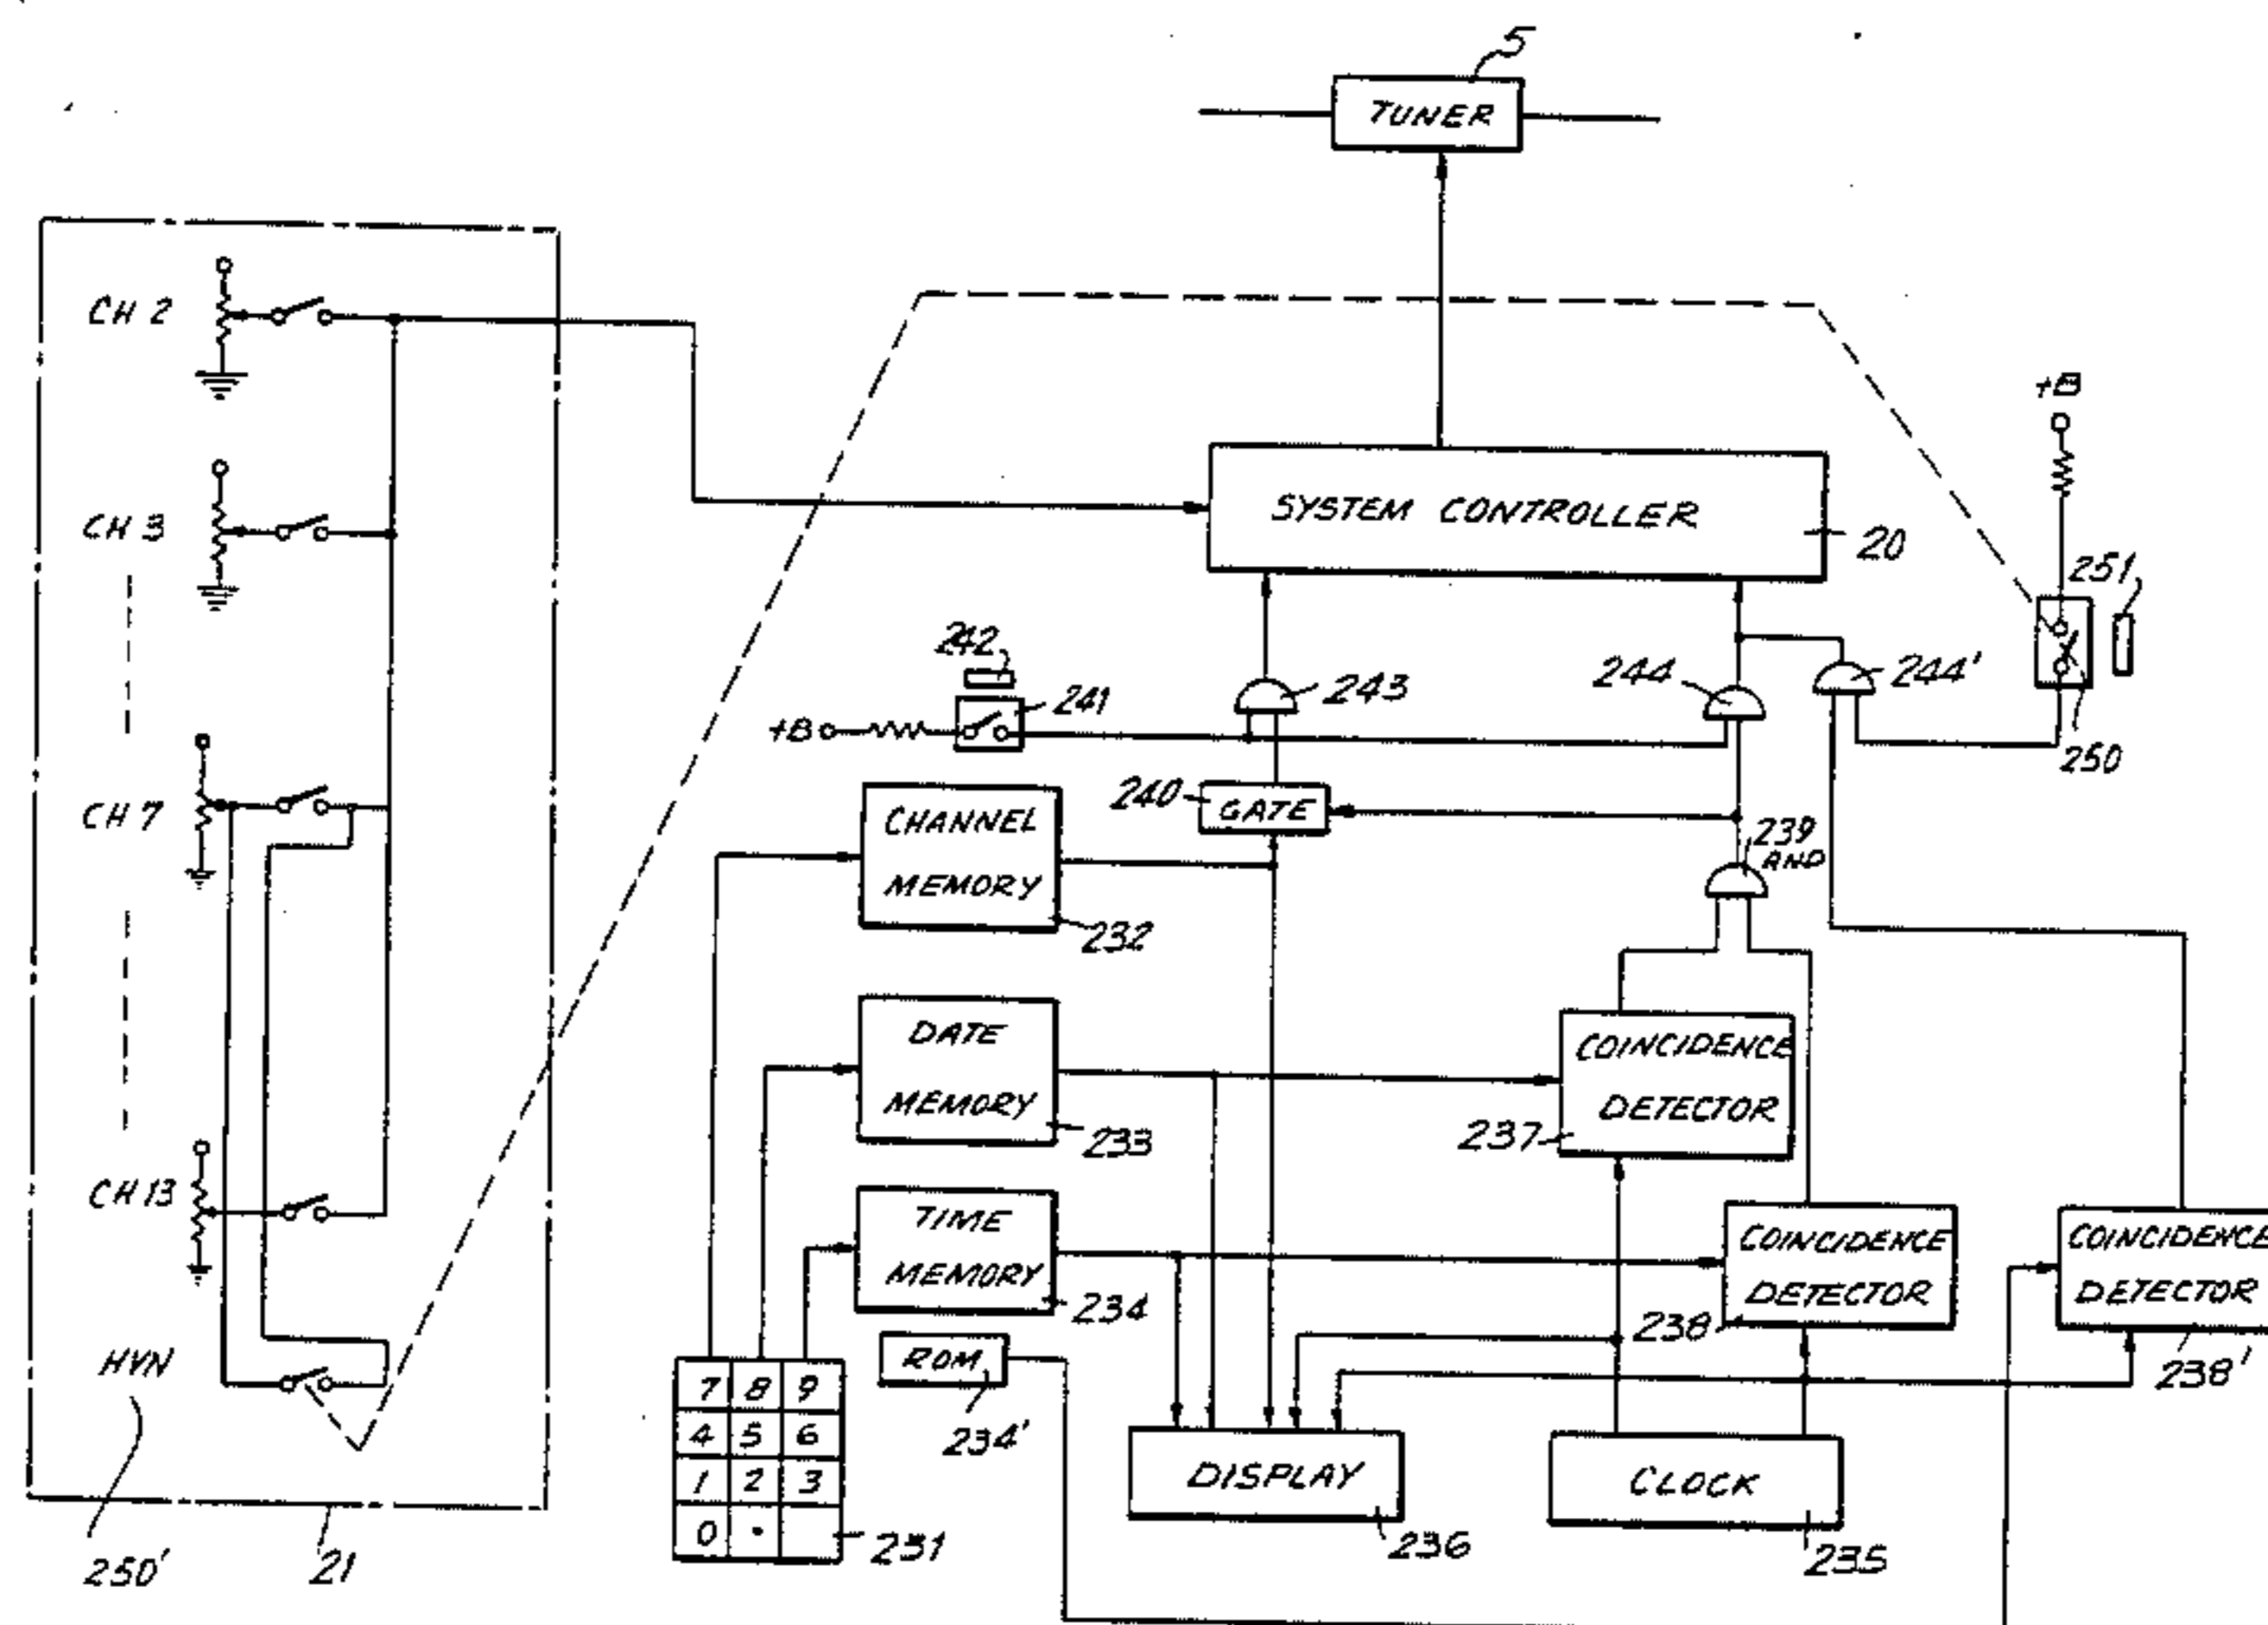 5
TUNER
CH 2
+B
CH 3
SYSTEM CONTROLLER
20
251
242
243
244
244'
241
+B
250
240
GATE
CH 7
CHANNEL
MEMORY
239
AND
232
DATE
MEMORY
COINCIDENCE
DETECTOR
233
237
CH 13
TIME
MEMORY
COINCIDENCE
DETECTOR
COINCIDENCE
DETECTOR
234
238
238'
HVN
ROM
7 8 9
234'
4 5 6
1 2 3
DISPLAY
CLOCK
0 .
231
236
235
250'
21